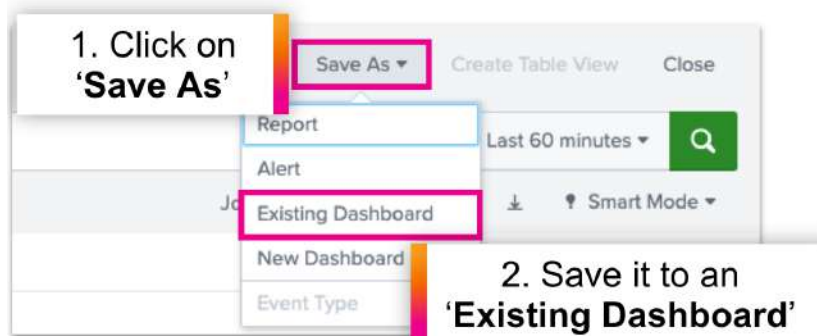 1. Click on
‘Save As’
Save As
Create Table View
Close
Report
Last 60 minutes
Alert
Existing Dashboard
Smart Mode
New Dashboard
Event Type
2. Save it to an
‘Existing Dashboard’